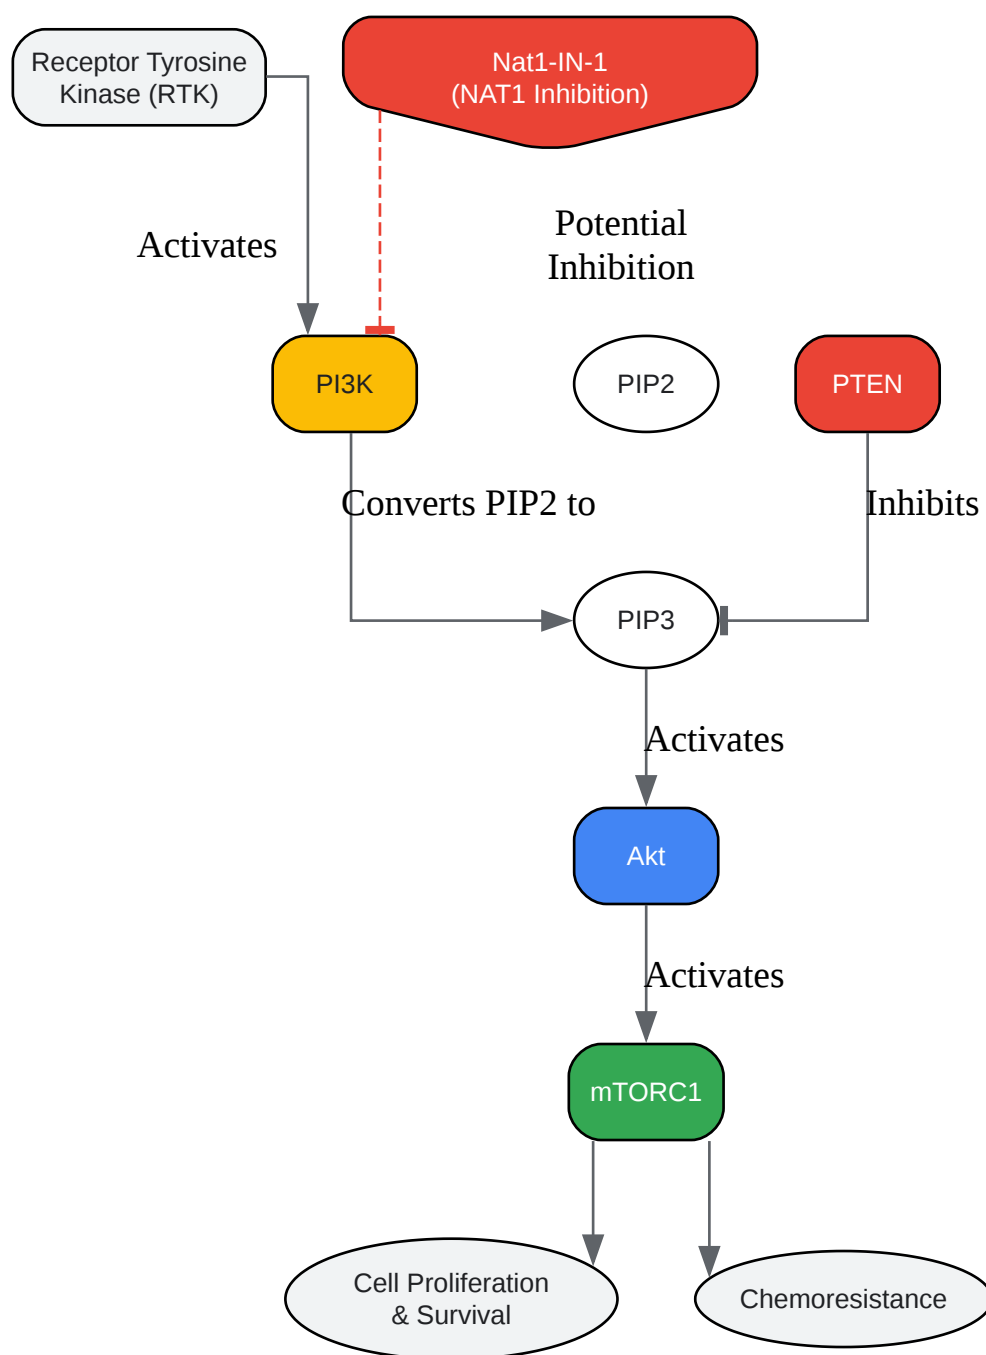 Receptor Tyrosine
Kinase (RTK)
Nat1-IN-1
(NAT1 Inhibition)
Activates
Potential
Inhibition
PI3K
PIP2
PTEN
Converts PIP2 to
Inhibits
PIP3
Activates
Akt
Activates
mTORC1
Cell Proliferation
& Survival
Chemoresistance